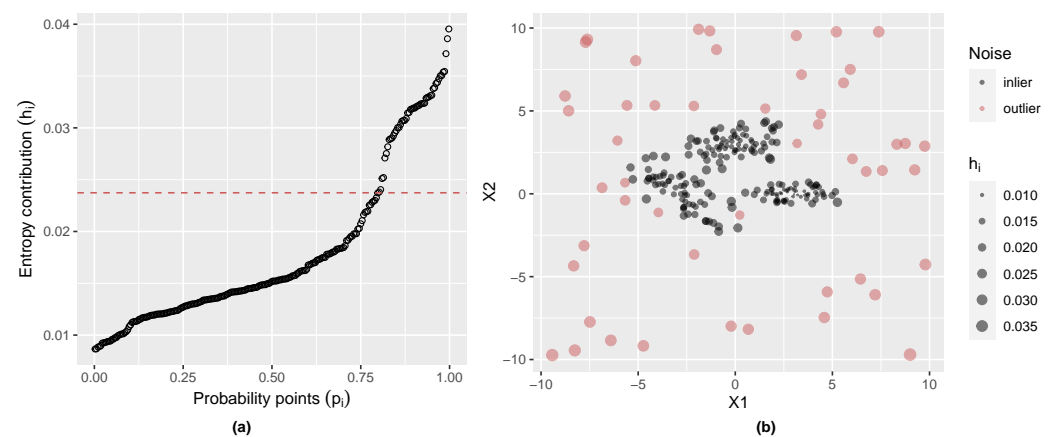 0.04
0.03
0.02
0.01
Entropy contribution (hi)
0.00
0.25
0.50
0.75
1.00
Probability points (pi)
(a)
10
5
0
−5
−10
X2
−10
−5
0
5
10
X1
(b)
Noise
inlier
outlier
hi
0.010
0.015
0.020
0.025
0.030
0.035